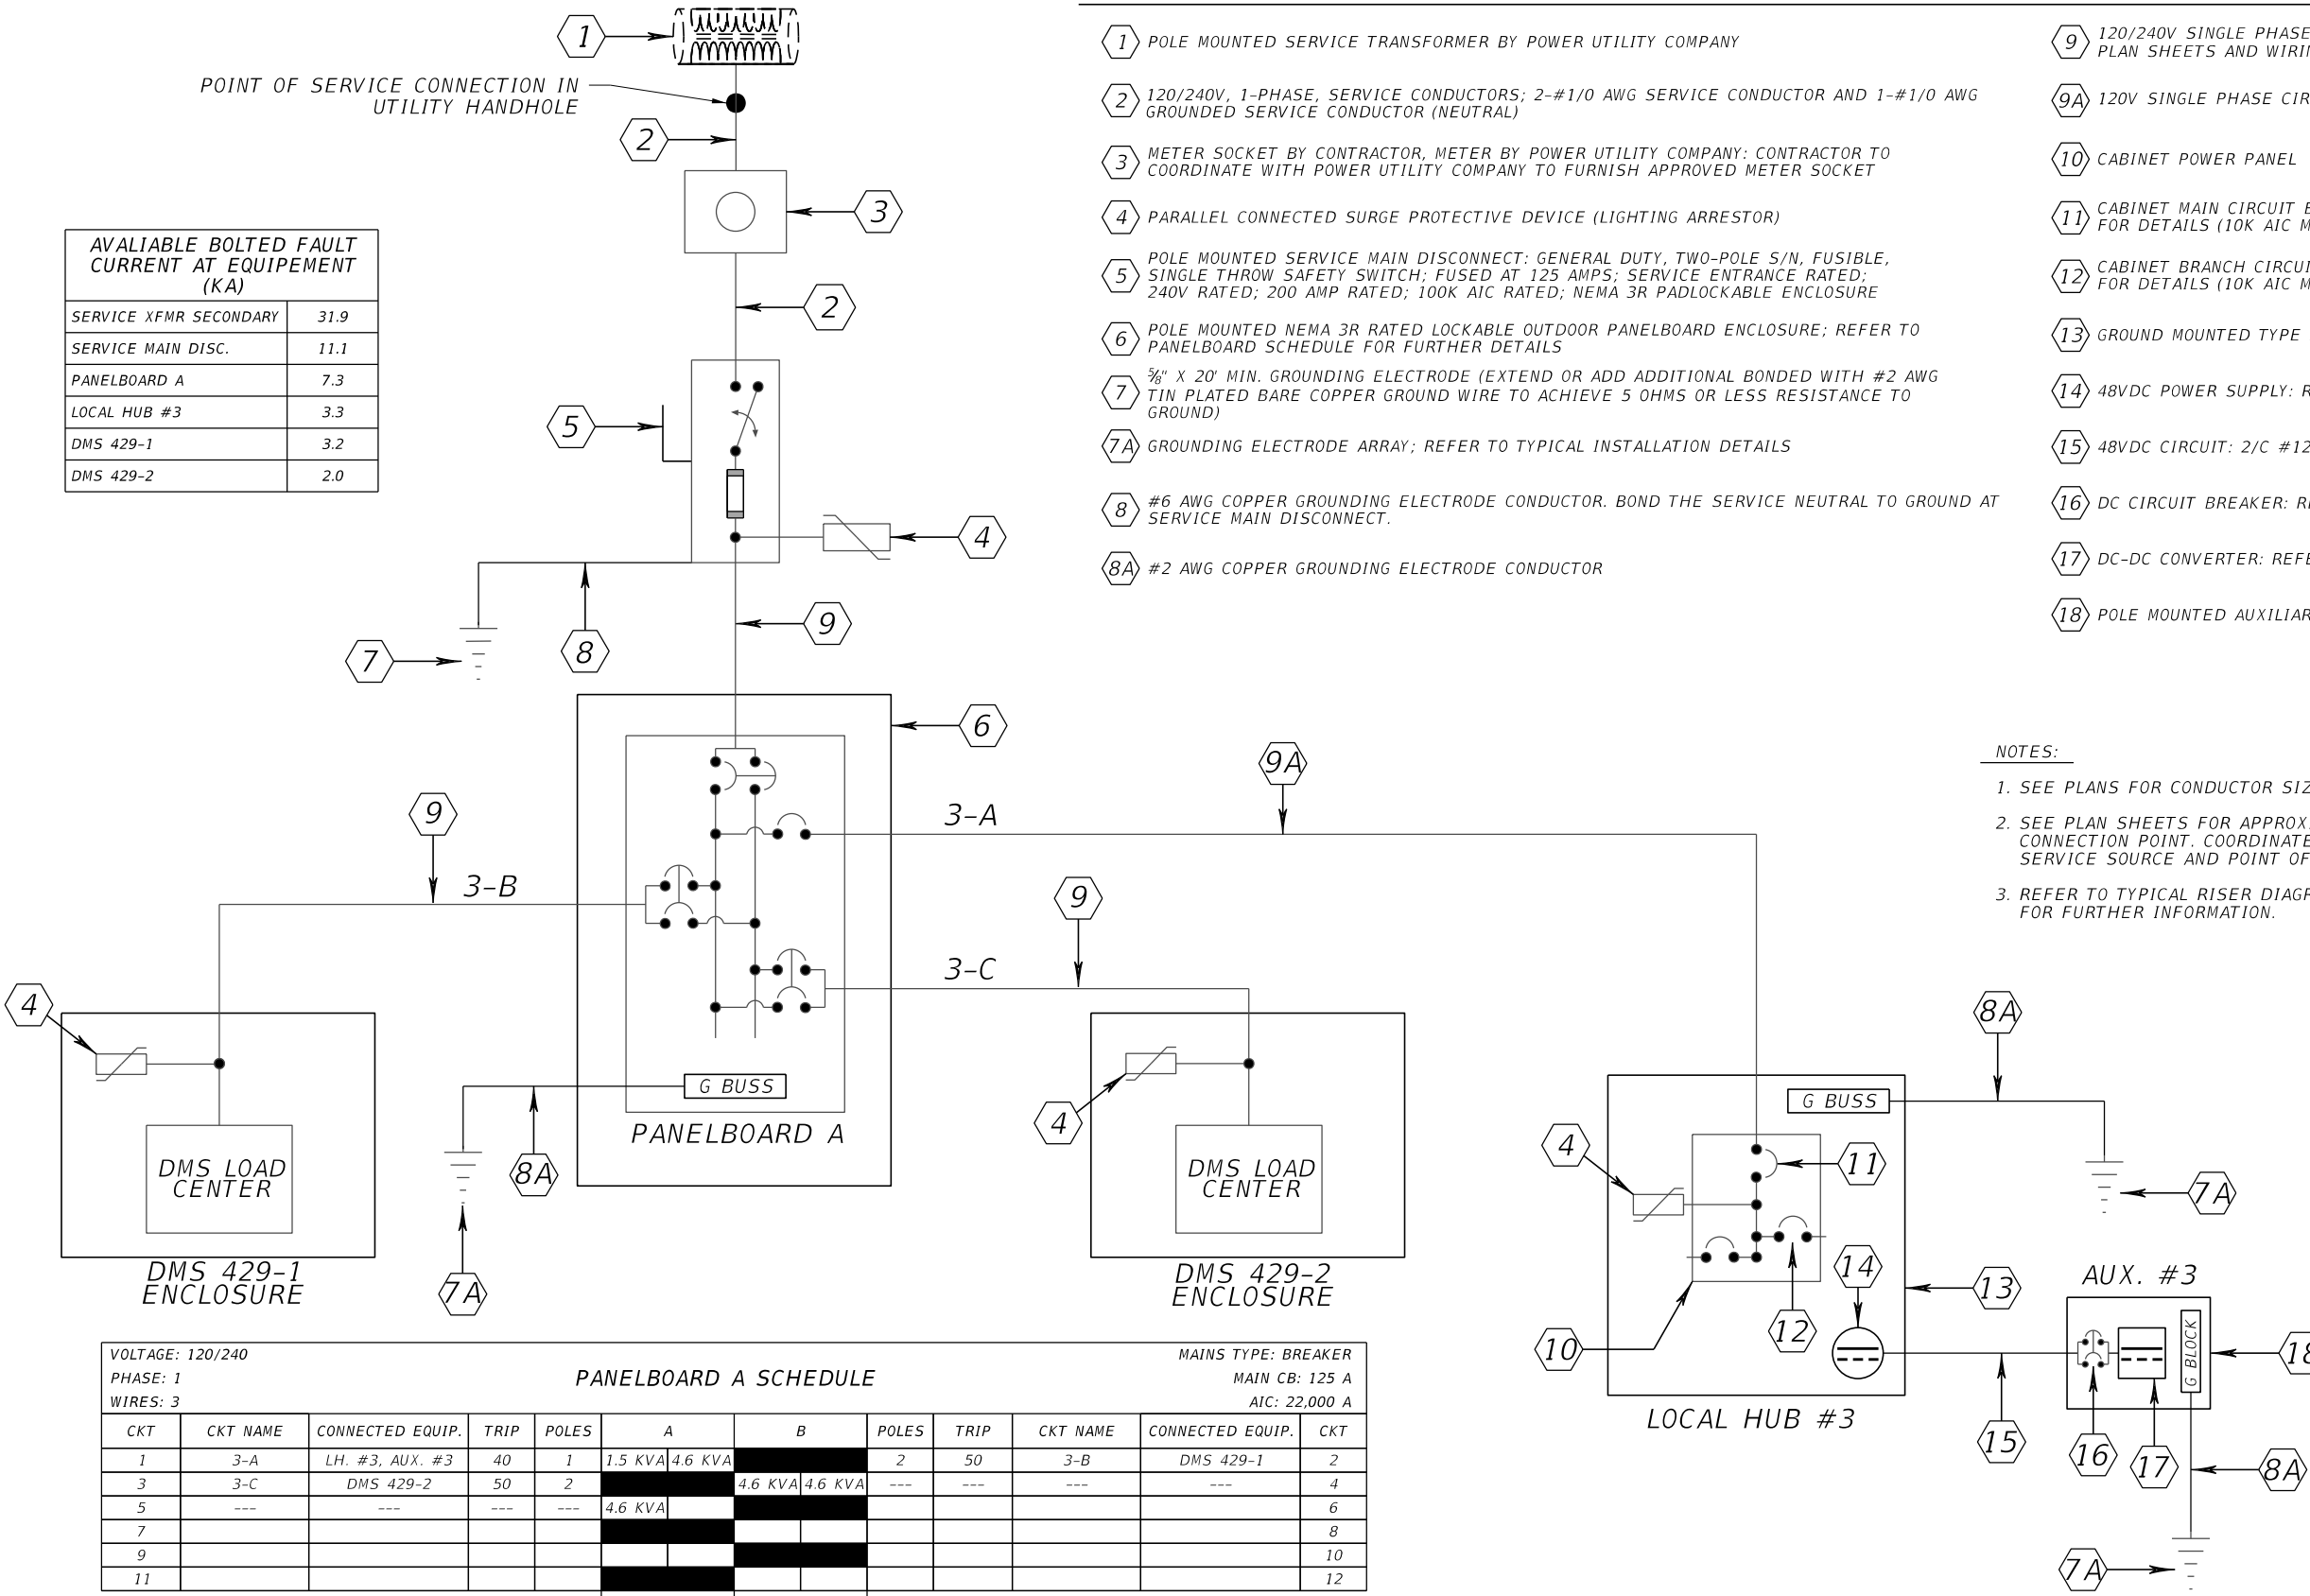 1
POINT OF SERVICE CONNECTION IN
UTILITY HANDHOLE
2
3
2
5
4
9
7
8
6
AVALIABLE BOLTED FAULT
CURRENT AT EQUIPEMENT
(KA)
SERVICE XFMR SECONDARY 31.9
SERVICE MAIN DISC. 11.1
PANELBOARD A 7.3
LOCAL HUB #3 3.3
DMS 429-1 3.2
DMS 429-2 2.0
1 POLE MOUNTED SERVICE TRANSFORMER BY POWER UTILITY COMPANY
2 120/240V, 1-PHASE, SERVICE CONDUCTORS; 2-#1/0 AWG SERVICE CONDUCTOR AND 1-#1/0 AWG
GROUNDED SERVICE CONDUCTOR (NEUTRAL)
3 METER SOCKET BY CONTRACTOR, METER BY POWER UTILITY COMPANY: CONTRACTOR TO
COORDINATE WITH POWER UTILITY COMPANY TO FURNISH APPROVED METER SOCKET
4 PARALLEL CONNECTED SURGE PROTECTIVE DEVICE (LIGHTING ARRESTOR)
5 POLE MOUNTED SERVICE MAIN DISCONNECT: GENERAL DUTY, TWO-POLE S/N, FUSIBLE,
SINGLE THROW SAFETY SWITCH; FUSED AT 125 AMPS; SERVICE ENTRANCE RATED;
240V RATED; 200 AMP RATED; 100K AIC RATED; NEMA 3R PADLOCKABLE ENCLOSURE
6 POLE MOUNTED NEMA 3R RATED LOCKABLE OUTDOOR PANELBOARD ENCLOSURE; REFER TO
PANELBOARD SCHEDULE FOR FURTHER DETAILS
7 ⅝" X 20' MIN. GROUNDING ELECTRODE (EXTEND OR ADD ADDITIONAL BONDED WITH #2 AWG
TIN PLATED BARE COPPER GROUND WIRE TO ACHIEVE 5 OHMS OR LESS RESISTANCE TO
GROUND)
7A GROUNDING ELECTRODE ARRAY; REFER TO TYPICAL INSTALLATION DETAILS
8 #6 AWG COPPER GROUNDING ELECTRODE CONDUCTOR. BOND THE SERVICE NEUTRAL TO GROUND AT
SERVICE MAIN DISCONNECT.
8A #2 AWG COPPER GROUNDING ELECTRODE CONDUCTOR
9 120/240V SINGLE PHASE
PLAN SHEETS AND WIRIN
9A 120V SINGLE PHASE CIR
10 CABINET POWER PANEL
11 CABINET MAIN CIRCUIT
FOR DETAILS (10K AIC M
12 CABINET BRANCH CIRCUI
FOR DETAILS (10K AIC M
13 GROUND MOUNTED TYPE
14 48VDC POWER SUPPLY: R
15 48VDC CIRCUIT: 2/C #12
16 DC CIRCUIT BREAKER: R
17 DC-DC CONVERTER: REFE
18 POLE MOUNTED AUXILIAR
NOTES:
1. SEE PLANS FOR CONDUCTOR SIZ
2. SEE PLAN SHEETS FOR APPROX
CONNECTION POINT. COORDINATE
SERVICE SOURCE AND POINT OF
3. REFER TO TYPICAL RISER DIAGR
FOR FURTHER INFORMATION.
9A
3-A
9
3-B
9
3-C
4
DMS LOAD
CENTER
DMS 429-1
ENCLOSURE
G BUSS
PANELBOARD A
8A
7A
4
DMS LOAD
CENTER
DMS 429-2
ENCLOSURE
8A
G BUSS
4
11
7A
14
13
12
10
LOCAL HUB #3
AUX. #3
G BLOCK
18
15
16
17
8A
7A
VOLTAGE: 120/240
PHASE: 1
WIRES: 3
PANELBOARD A SCHEDULE
MAINS TYPE: BREAKER
MAIN CB: 125 A
AIC: 22,000 A
CKT CKT NAME CONNECTED EQUIP. TRIP POLES A B POLES TRIP CKT NAME CONNECTED EQUIP. CKT
1 3-A LH. #3, AUX. #3 40 1 1.5 KVA 4.6 KVA 2 50 3-B DMS 429-1 2
3 3-C DMS 429-2 50 2 4.6 KVA 4.6 KVA --- --- --- --- 4
5 --- --- --- --- 4.6 KVA 6
7 8
9 10
11 12